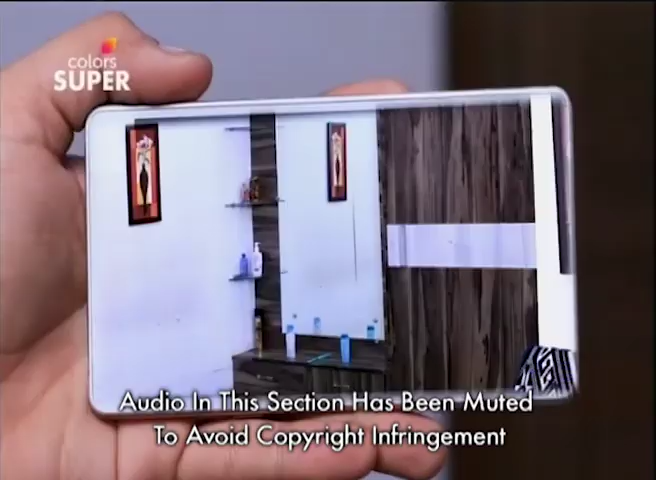 colors
SUPER
Audio In This Section Has Been Muted
To Avoid Copyright Infringement